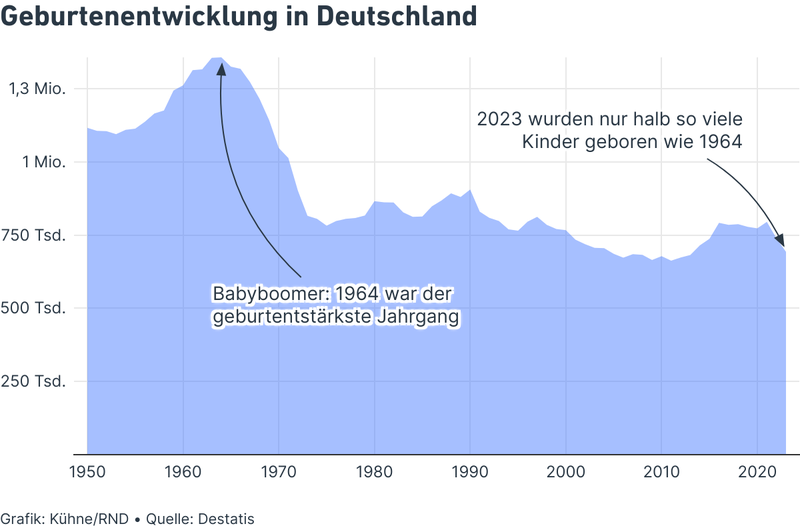 Geburtenentwicklung in Deutschland
1,3 Mio.
1 Mio.
750 Tsd.
500 Tsd.
250 Tsd.
2023 wurden nur halb so viele
Kinder geboren wie 1964
Babyboomer: 1964 war der
geburtentstärkste Jahrgang
1950 1960 1970 1980 1990 2000 2010 2020
Grafik: Kühne/RND • Quelle: Destatis